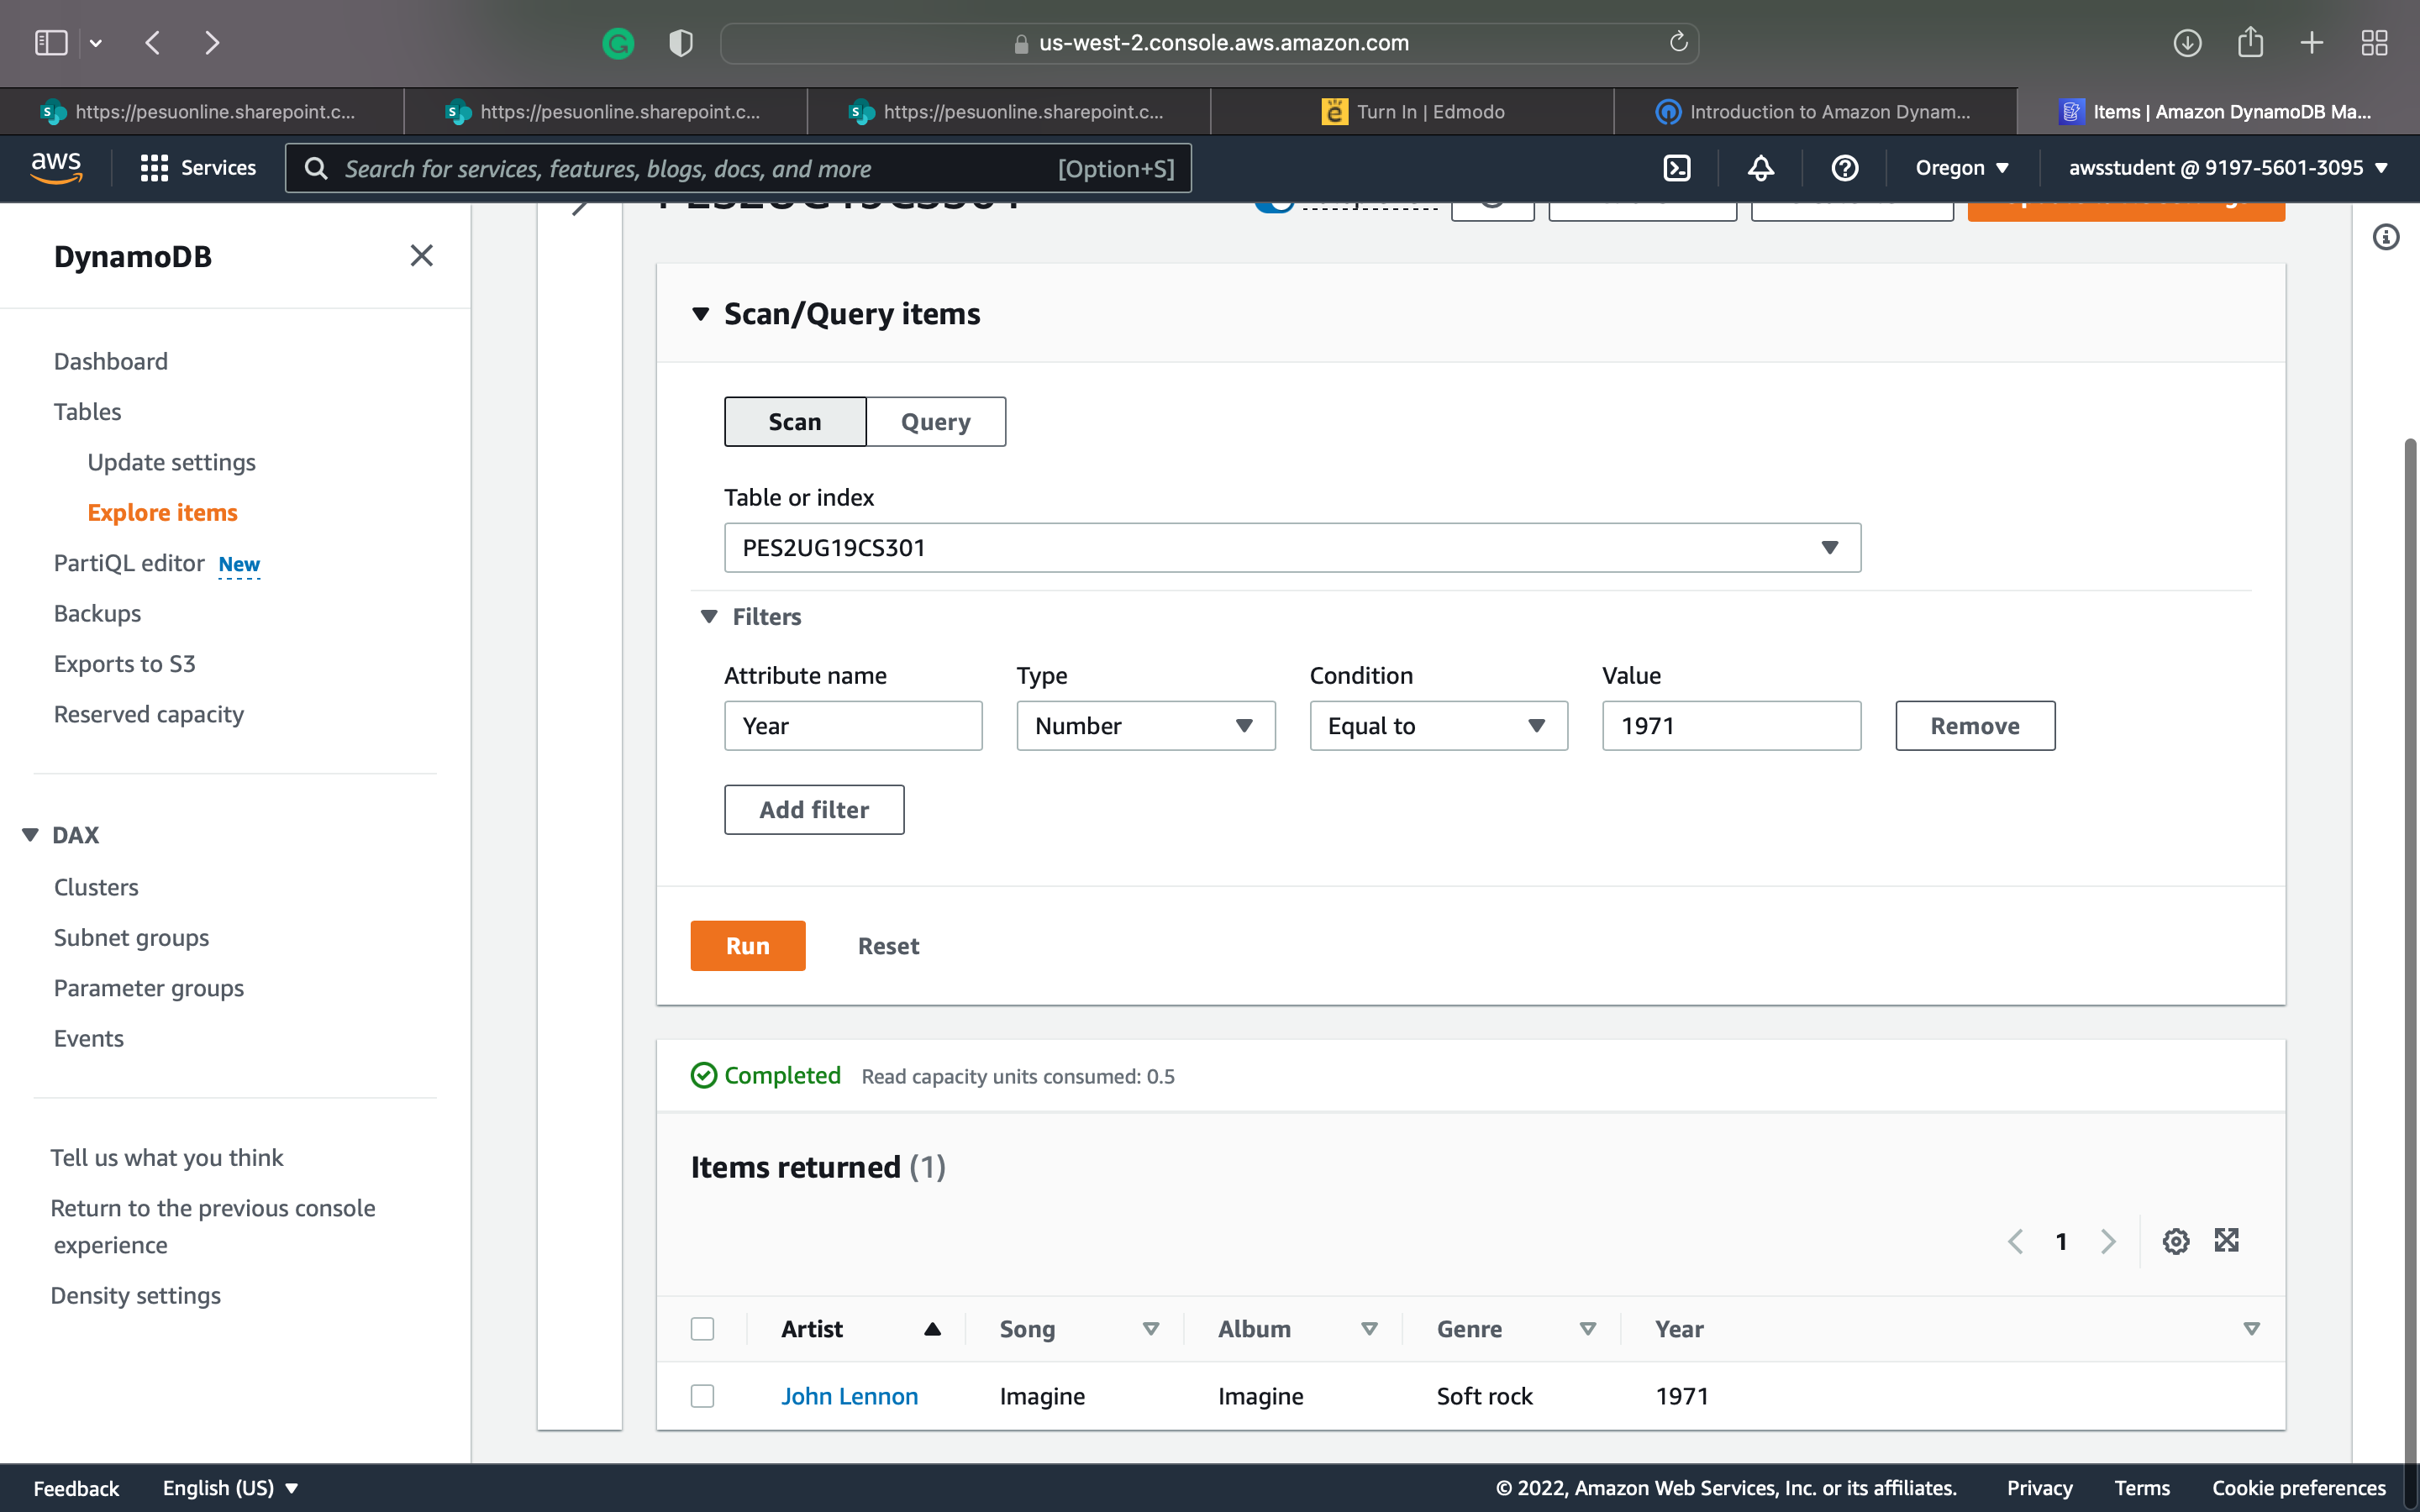 us-west-2.console.aws.amazon.com
https://pesuonline.sharepoint.c...
https://pesuonline.sharepoint.c...
https://pesuonline.sharepoint.c...
Turn In | Edmodo
Introduction to Amazon Dynam...
Items | Amazon DynamoDB Ma...
aws
Services
Search for services, features, blogs, docs, and more
[Option+S]
Oregon
awsstudent @ 9197-5601-3095
DynamoDB
Dashboard
Tables
Update settings
Explore items
PartiQL editor New
Backups
Exports to S3
Reserved capacity
DAX
Clusters
Subnet groups
Parameter groups
Events
Tell us what you think
Return to the previous console
experience
Density settings
PES2UG19CS301
Scan/Query items
Scan
Query
Table or index
PES2UG19CS301
Filters
Attribute name Type Condition Value
Year Number Equal to 1971 Remove
Add filter
Run Reset
Completed Read capacity units consumed: 0.5
Items returned (1)
1
Artist Song Album Genre Year
John Lennon Imagine Imagine Soft rock 1971
Feedback English (US)
© 2022, Amazon Web Services, Inc. or its affiliates. Privacy Terms Cookie preferences